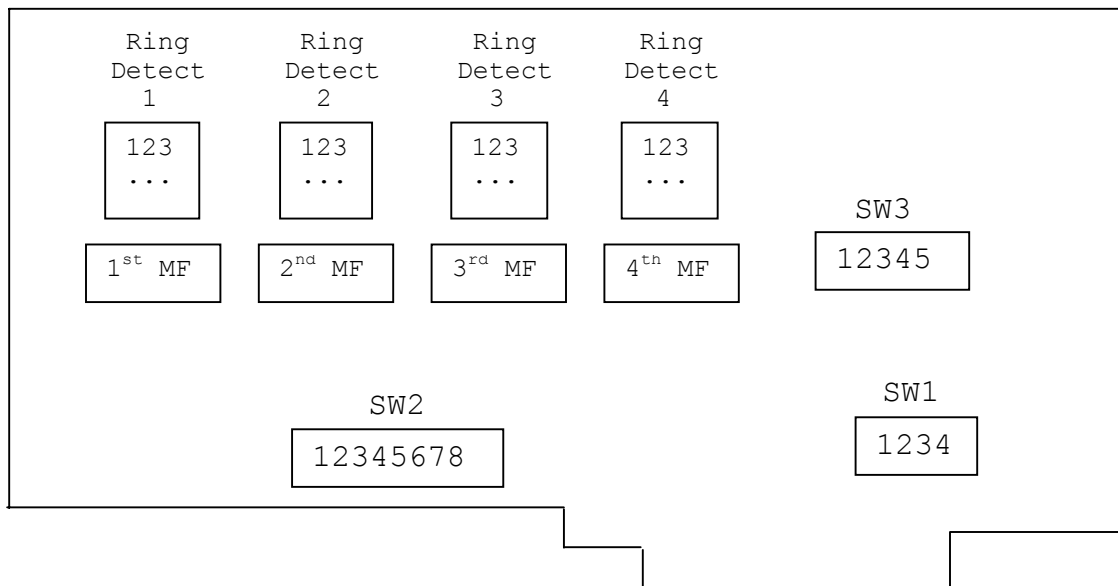 Ring Ring Ring Ring
Detect Detect Detect Detect
1 2 3 4
123 123 123 123
... ... ... ...
SW3
1st MF 2nd MF 3rd MF 4th MF
12345
SW1
SW2
1234
12345678